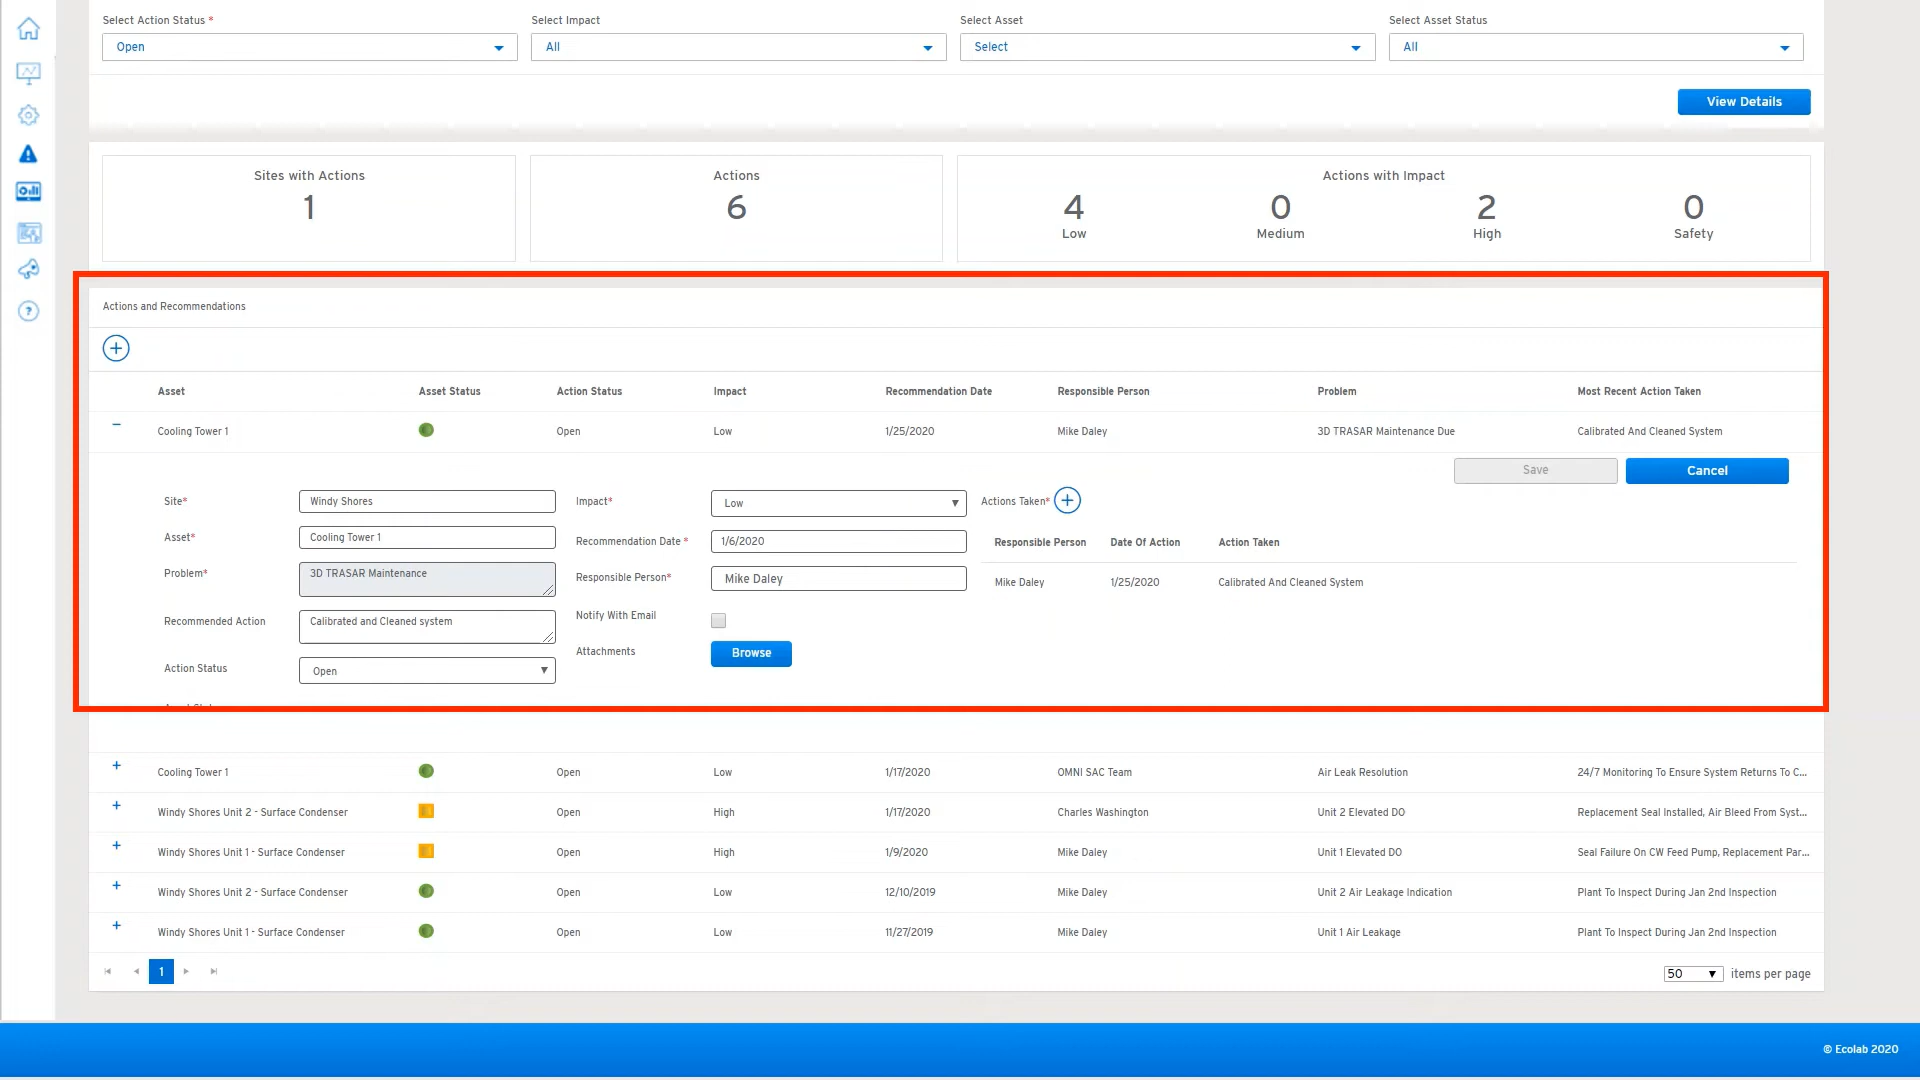 Select Action Status *
Select Impact
Select Asset
Select Asset Status
Open
All
Select
All
View Details
Sites with Actions
1
Actions
6
Actions with Impact
4
0
2
0
Low
Medium
High
Safety
Actions and Recommendations
Asset
Asset Status
Action Status
Impact
Recommendation Date
Responsible Person
Problem
Most Recent Action Taken
Cooling Tower 1
Open
Low
1/25/2020
Mike Daley
3D TRASAR Maintenance Due
Calibrated And Cleaned System
Save
Cancel
Site*
Windy Shores
Impact*
Low
Actions Taken*
Asset*
Cooling Tower 1
Recommendation Date *
1/6/2020
Responsible Person
Date Of Action
Action Taken
Problem*
3D TRASAR Maintenance
Responsible Person*
Mike Daley
Mike Daley
1/25/2020
Calibrated And Cleaned System
Recommended Action
Calibrated and Cleaned system
Notify With Email
Attachments
Browse
Action Status
Open
Cooling Tower 1
Open
Low
1/17/2020
OMNI SAC Team
Air Leak Resolution
24/7 Monitoring To Ensure System Returns To C...
Windy Shores Unit 2 - Surface Condenser
Open
High
1/17/2020
Charles Washington
Unit 2 Elevated DO
Replacement Seal Installed, Air Bleed From Syst...
Windy Shores Unit 1 - Surface Condenser
Open
High
1/9/2020
Mike Daley
Unit 1 Elevated DO
Seal Failure On CW Feed Pump, Replacement Par...
Windy Shores Unit 2 - Surface Condenser
Open
Low
12/10/2019
Mike Daley
Unit 2 Air Leakage Indication
Plant To Inspect During Jan 2nd Inspection
Windy Shores Unit 1 - Surface Condenser
Open
Low
11/27/2019
Mike Daley
Unit 1 Air Leakage
Plant To Inspect During Jan 2nd Inspection
1
50
items per page
© Ecolab 2020